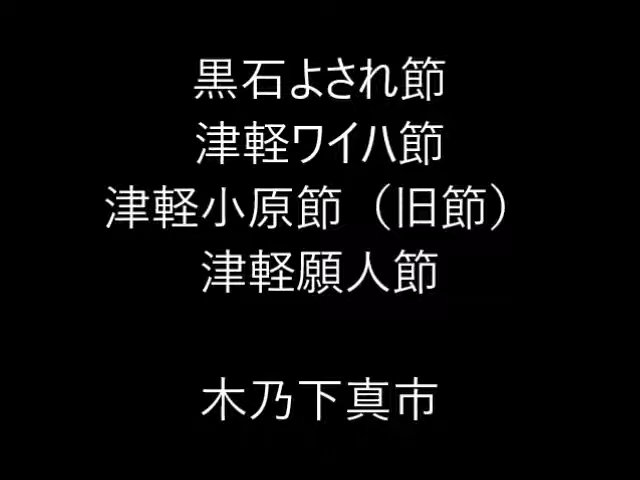 黒石よされ節
津軽ワイハ節
津軽小原節（旧節）
津軽願人節
木乃下真市